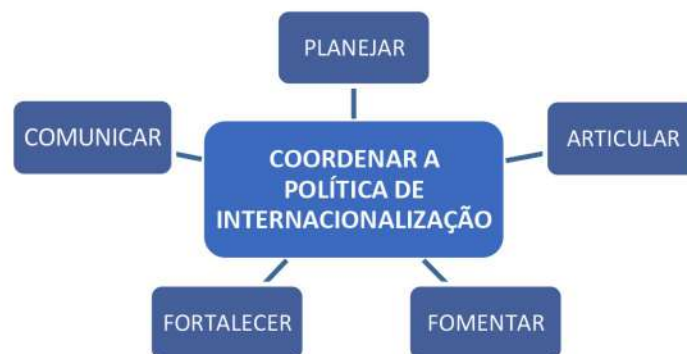 PLANEJAR
COMUNICAR
ARTICULAR
COORDENAR A
POLÍTICA DE
INTERNACIONALIZAÇÃO
FORTALECER
FOMENTAR